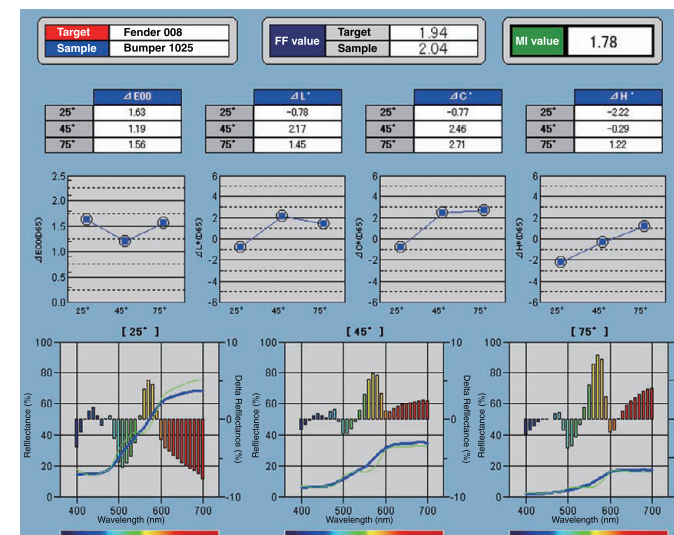 Target Fender 008
Sample Bumper 1025
FF value Target 1.94
Sample 2.04
MI value 1.78
⊿E00
25° 1.63
45° 1.19
75° 1.56
⊿L*
25° -0.78
45° 2.17
75° 1.45
⊿C*
25° -0.77
45° 2.46
75° 2.71
⊿H*
25° -2.22
45° -0.29
75° 1.22
⊿E00(D65)
2.5
2.0
1.5
1.0
0.5
0.0
25° 45° 75°
⊿L*(D65)
6
4
2
0
-2
-4
-6
25° 45° 75°
⊿C*(D65)
6
4
2
0
-2
-4
-6
25° 45° 75°
⊿H*(D65)
6
4
2
0
-2
-4
-6
25° 45° 75°
[ 25° ]
Reflectance (%)
100
80
60
40
20
0
10
0
-10
Delta Reflectance (%)
400 500 600 700
Wavelength (nm)
[ 45° ]
Reflectance (%)
100
80
60
40
20
0
10
0
-10
Delta Reflectance (%)
400 500 600 700
Wavelength (nm)
[ 75° ]
Reflectance (%)
100
80
60
40
20
0
400 500 600 700
Wavelength (nm)